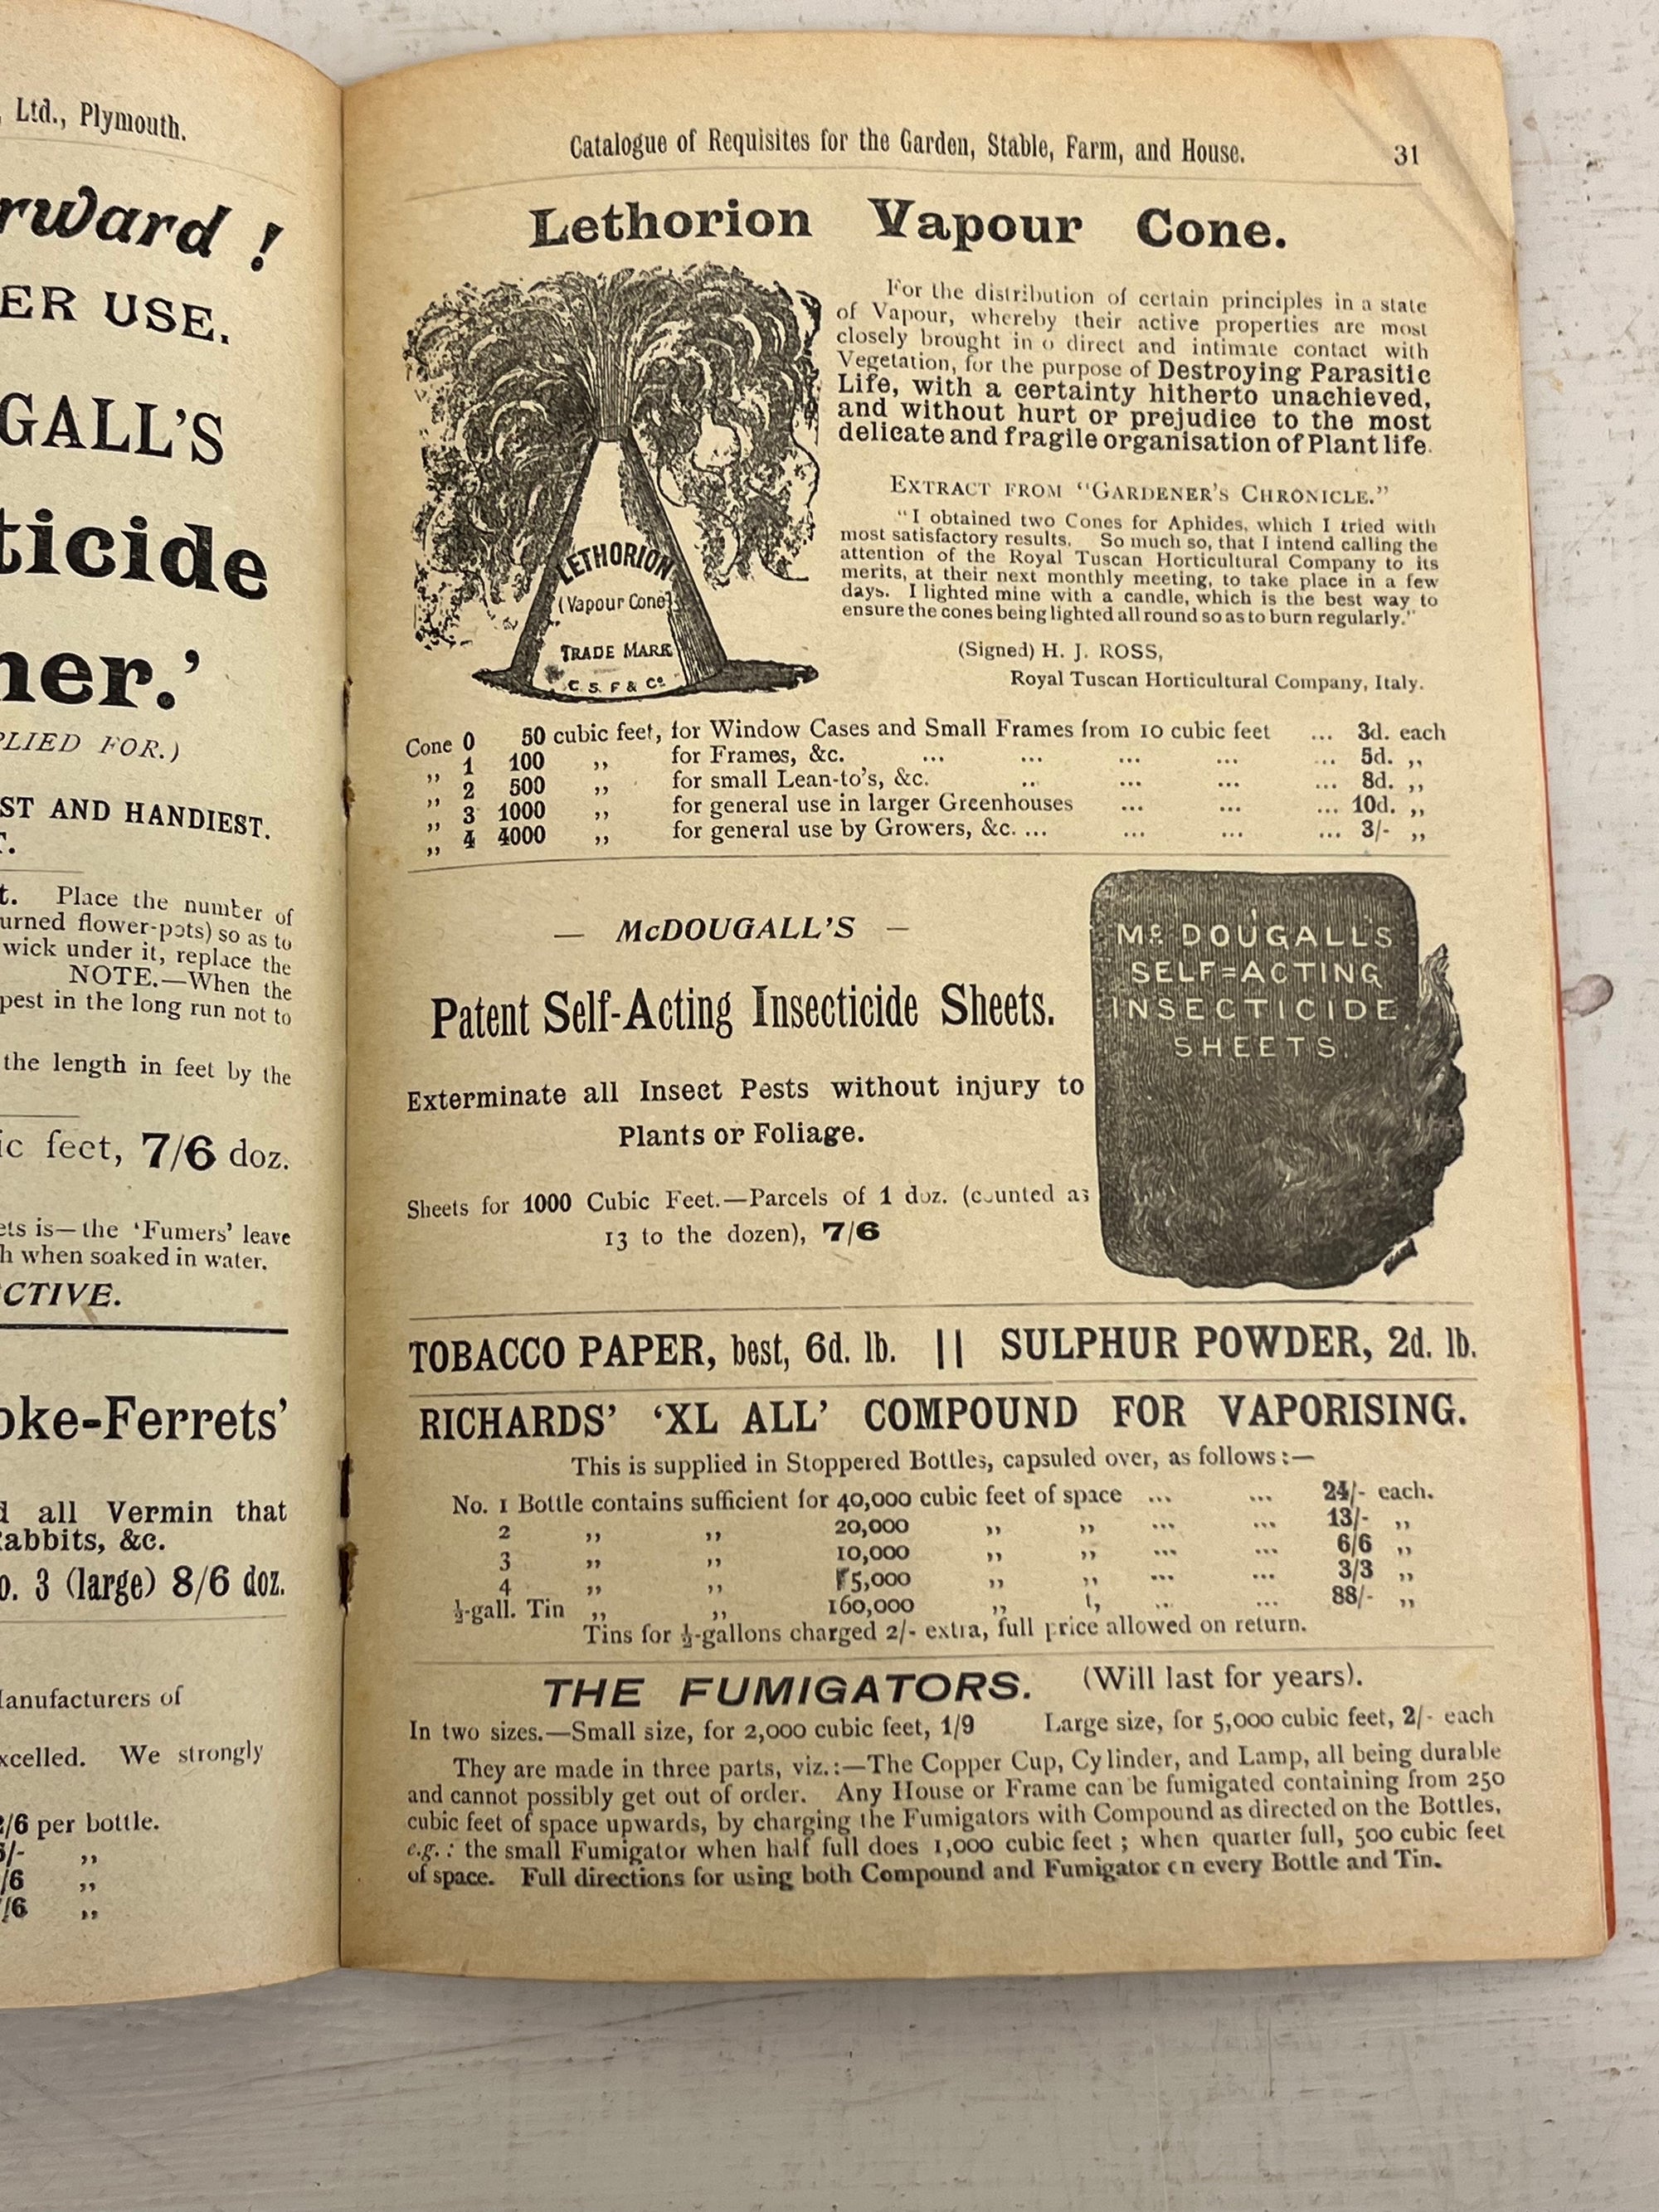 , Ltd., Plymouth.
rward !
ER USE.
GALL'S
ticide
ner.'
PLIED FOR.)
ST AND HANDIEST.
T.
t. Place the number of
urned flower-pots) so as to
wick under it, replace the
NOTE.—When the
pest in the long run not to
the length in feet by the
ic feet, 7/6 doz.
ets is—the 'Fumers' leave
h when soaked in water.
CTIVE.
oke-Ferrets'
d all Vermin that
Rabbits, &c.
o. 3 (large) 8/6 doz.
Manufacturers of
xcelled. We strongly
2/6 per bottle.
5/- ,,
/6 ,,
/6 ,,
Catalogue of Requisites for the Garden, Stable, Farm, and House. 31
Lethorion Vapour Cone.
LETHORION
(Vapour Cone)
TRADE MARK
C. S. F & Co
For the distribution of certain principles in a state
of Vapour, whereby their active properties are most
closely brought in o direct and intimate contact with
Vegetation, for the purpose of Destroying Parasitic
Life, with a certainty hitherto unachieved,
and without hurt or prejudice to the most
delicate and fragile organisation of Plant life.
EXTRACT FROM "GARDENER'S CHRONICLE."
"I obtained two Cones for Aphides, which I tried with
most satisfactory results. So much so, that I intend calling the
attention of the Royal Tuscan Horticultural Company to its
merits, at their next monthly meeting, to take place in a few
days. I lighted mine with a candle, which is the best way to
ensure the cones being lighted all round so as to burn regularly."
(Signed) H. J. ROSS,
Royal Tuscan Horticultural Company, Italy.
Cone 0 50 cubic feet, for Window Cases and Small Frames from 10 cubic feet ... 3d. each
,, 1 100 ,, for Frames, &c. ... ... ... ... ... 5d. ,,
,, 2 500 ,, for small Lean-to's, &c. ... ... ... ... 8d. ,,
,, 3 1000 ,, for general use in larger Greenhouses ... ... ... 10d. ,,
,, 4 4000 ,, for general use by Growers, &c. ... ... ... ... 3/- ,,
— McDOUGALL'S —
Patent Self-Acting Insecticide Sheets.
Exterminate all Insect Pests without injury to
Plants or Foliage.
Sheets for 1000 Cubic Feet.—Parcels of 1 doz. (counted as
13 to the dozen), 7/6
Mc DOUGALL'S
SELF=ACTING
INSECTICIDE
SHEETS.
TOBACCO PAPER, best, 6d. lb. || SULPHUR POWDER, 2d. lb.
RICHARDS' 'XL ALL' COMPOUND FOR VAPORISING.
This is supplied in Stoppered Bottles, capsuled over, as follows:—
No. 1 Bottle contains sufficient for 40,000 cubic feet of space ... ... 24/- each.
2 ,, ,, 20,000 ,, ,, ... ... 13/- ,,
3 ,, ,, 10,000 ,, ,, ... ... 6/6 ,,
4 ,, ,, 5,000 ,, ,, ... ... 3/3 ,,
½-gall. Tin ,, ,, 160,000 ,, ,, ... ... 88/- ,,
Tins for ½-gallons charged 2/- extra, full price allowed on return.
THE FUMIGATORS. (Will last for years).
In two sizes.—Small size, for 2,000 cubic feet, 1/9 Large size, for 5,000 cubic feet, 2/- each
They are made in three parts, viz.:—The Copper Cup, Cylinder, and Lamp, all being durable
and cannot possibly get out of order. Any House or Frame can be fumigated containing from 250
cubic feet of space upwards, by charging the Fumigators with Compound as directed on the Bottles,
e.g.: the small Fumigator when half full does 1,000 cubic feet; when quarter full, 500 cubic feet
of space. Full directions for using both Compound and Fumigator on every Bottle and Tin.